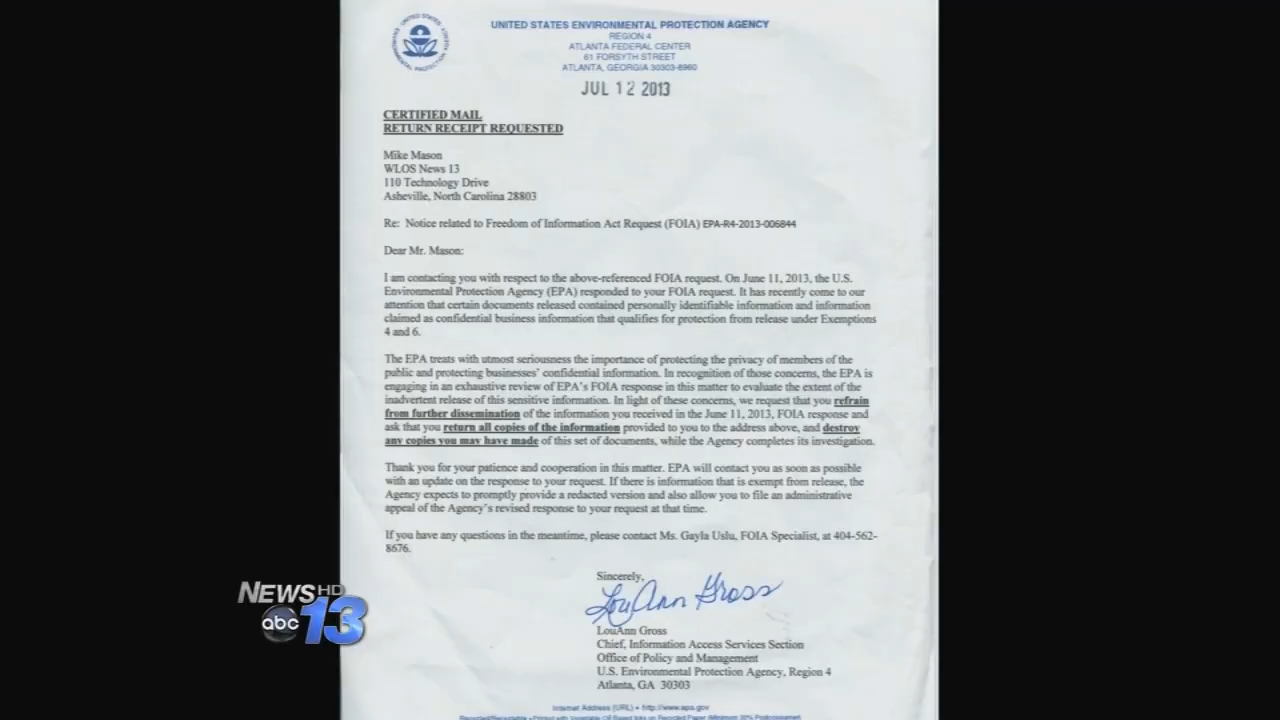 UNITED STATES ENVIRONMENTAL PROTECTION AGENCY
REGION 4
ATLANTA FEDERAL CENTER
61 FORSYTH STREET
ATLANTA, GEORGIA 30303-8960
JUL 12 2013
CERTIFIED MAIL
RETURN RECEIPT REQUESTED
Mike Mason
WLOS News 13
110 Technology Drive
Asheville, North Carolina 28803
Re: Notice related to Freedom of Information Act Request (FOIA) EPA-R4-2013-006844
Dear Mr. Mason:
I am contacting you with respect to the above-referenced FOIA request. On June 11, 2013, the U.S.
Environmental Protection Agency (EPA) responded to your FOIA request. It has recently come to our
attention that certain documents released contained personally identifiable information and information
claimed as confidential business information that qualifies for protection from release under Exemptions
4 and 6.
The EPA treats with utmost seriousness the importance of protecting the privacy of members of the
public and protecting businesses' confidential information. In recognition of those concerns, the EPA is
engaging in an exhaustive review of EPA's FOIA response in this matter to evaluate the extent of the
inadvertent release of this sensitive information. In light of these concerns, we request that you refrain
from further dissemination of the information you received in the June 11, 2013, FOIA response and
ask that you return all copies of the information provided to you to the address above, and destroy
any copies you may have made of this set of documents, while the Agency completes its investigation.
Thank you for your patience and cooperation in this matter. EPA will contact you as soon as possible
with an update on the response to your request. If there is information that is exempt from release, the
Agency expects to promptly provide a redacted version and also allow you to file an administrative
appeal of the Agency's revised response to your request at that time.
If you have any questions in the meantime, please contact Ms. Gayla Uslu, FOIA Specialist, at 404-562-
8676.
Sincerely,
LouAnn Gross
LouAnn Gross
Chief, Information Access Services Section
Office of Policy and Management
U.S. Environmental Protection Agency, Region 4
Atlanta, GA 30303
Internet Address (URL) • http://www.epa.gov
Recycled/Recyclable • Printed with Vegetable Oil Based Inks on Recycled Paper (Minimum 30% Postconsumer)
NEWS HD
abc 13